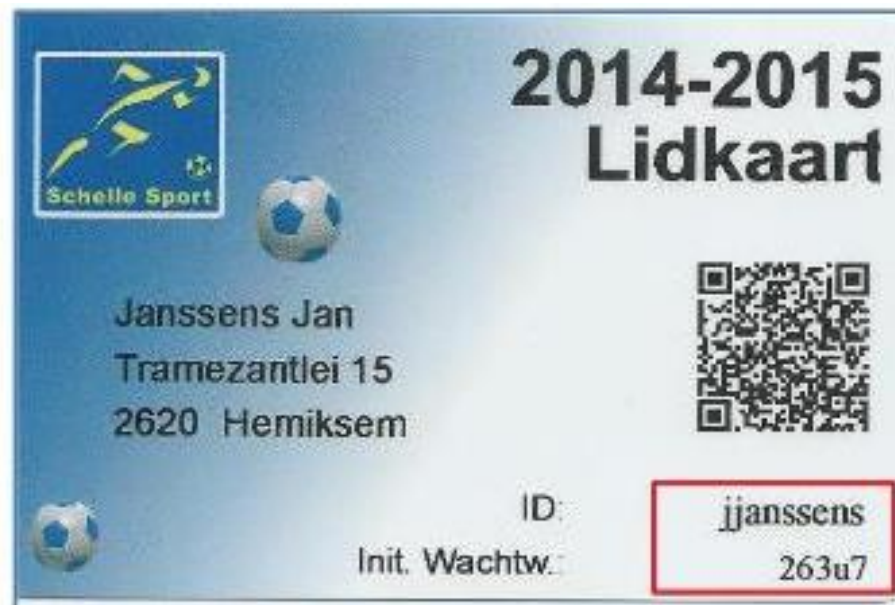 2014-2015
Lidkaart
Schelle Sport
Janssens Jan
Tramezantlei 15
2620 Hemiksem
ID: jjanssens
Init. Wachtw.: 263u7